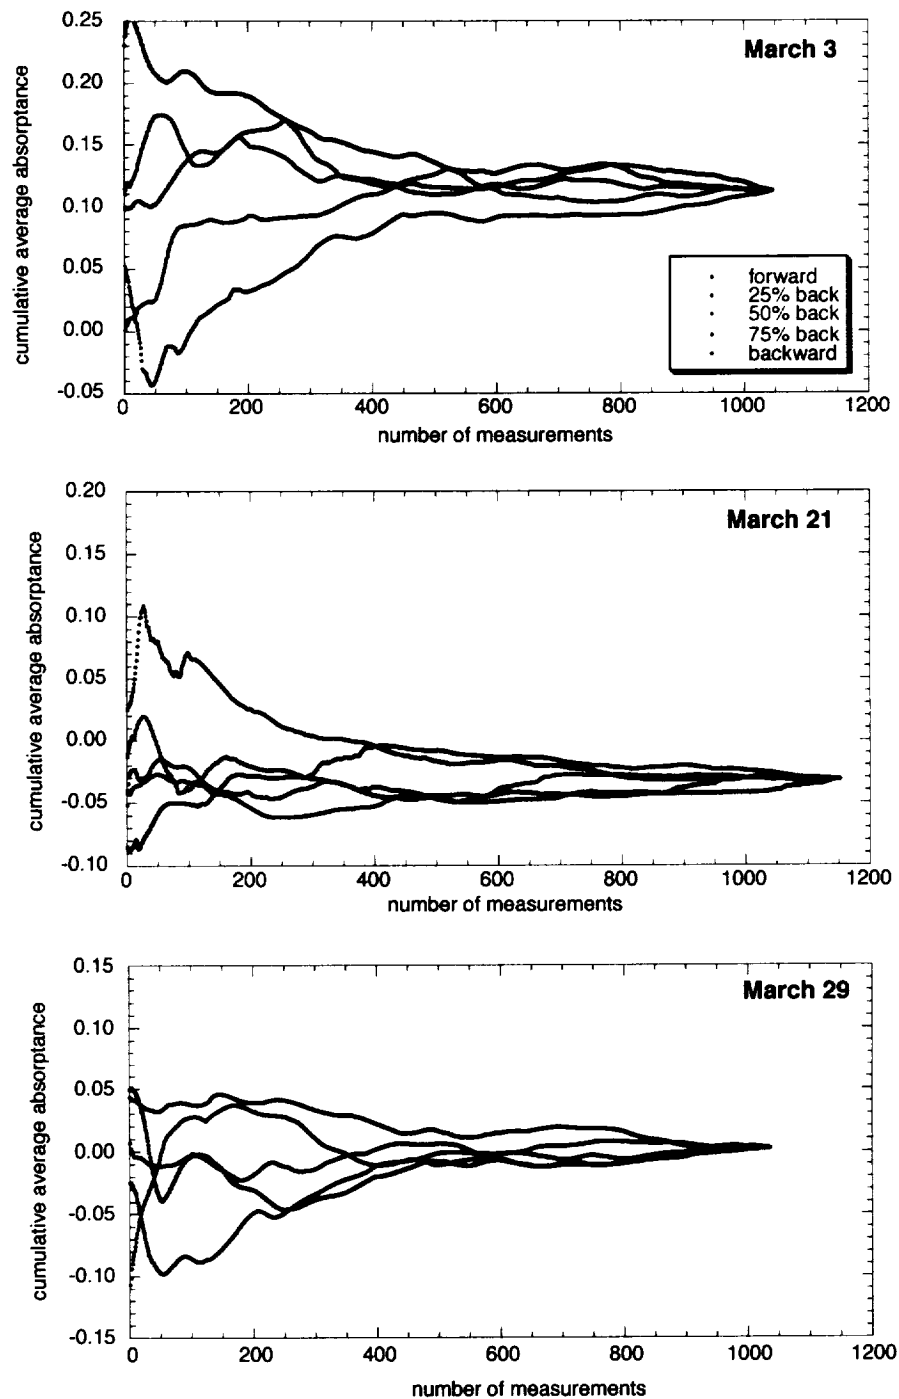 March 3
0.25
0.20
0.15
0.10
0.05
0.00
-0.05
cumulative average absorptance
forward
25% back
50% back
75% back
backward
0 200 400 600 800 1000 1200
number of measurements
March 21
0.20
0.15
0.10
0.05
0.00
-0.05
-0.10
cumulative average absorptance
0 200 400 600 800 1000 1200
number of measurements
March 29
0.15
0.10
0.05
0.00
-0.05
-0.10
-0.15
cumulative average absorptance
0 200 400 600 800 1000 1200
number of measurements